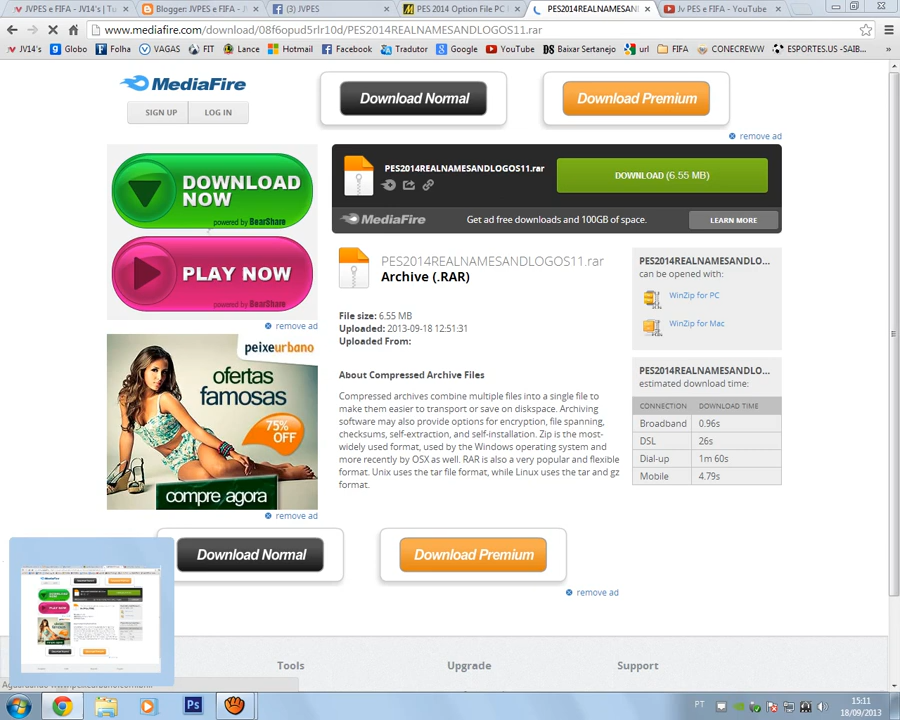 JVPES e FIFA - JV14's | Tu
Blogger: JVPES e FIFA - V
(3) JVPES
PES 2014 Option File PC
PES2014REALNAMESANDLO
Jv PES e FIFA - YouTube
www.mediafire.com/download/08f6opud5rlr10d/PES2014REALNAMESANDLOGOS11.rar
JV14's
Globo
Folha
VAGAS
FIT
Lance
Hotmail
Facebook
Tradutor
Google
YouTube
Baixar Sertanejo
url
FIFA
CONECREWW
ESPORTES.US -SAIB...
MediaFire
SIGN UP
LOG IN
Download Normal
Download Premium
remove ad
DOWNLOAD NOW
powered by BearShare
PLAY NOW
powered by BearShare
remove ad
PES2014REALNAMESANDLOGOS11.rar
DOWNLOAD (6.55 MB)
MediaFire
Get ad free downloads and 100GB of space.
LEARN MORE
PES2014REALNAMESANDLOGOS11.rar
Archive (.RAR)
File size: 6.55 MB
Uploaded: 2013-09-18 12:51:31
Uploaded From:
About Compressed Archive Files
Compressed archives combine multiple files into a single file to
make them easier to transport or save on diskspace. Archiving
software may also provide options for encryption, file spanning,
checksums, self-extraction, and self-installation. Zip is the most-
widely used format, used by the Windows operating system and
more recently by OSX as well. RAR is also a very popular and flexible
format. Unix uses the tar file format, while Linux uses the tar and gz
format.
PES2014REALNAMESANDLO...
can be opened with:
WinZip for PC
WinZip for Mac
PES2014REALNAMESANDLO...
estimated download time:
CONNECTION DOWNLOAD TIME
Broadband 0.96s
DSL 26s
Dial-up 1m 60s
Mobile 4.79s
peixeurbano
ofertas
famosas
75%
OFF
compre agora
remove ad
Download Normal
Download Premium
remove ad
Tools
Upgrade
Support
PT
15:11
18/09/2013